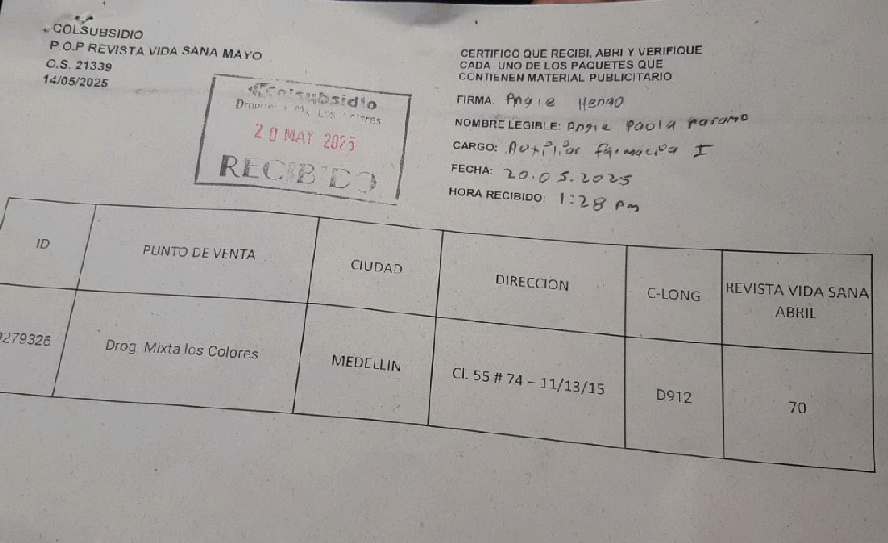 COLSUBSIDIO
P.O.P REVISTA VIDA SANA MAYO
C.S. 21339
14/05/2025
Colsubsidio
Los Colores
20 MAY 2025
RECIBIDO
CERTIFICO QUE RECIBI, ABRI Y VERIFIQUE
CADA UNO DE LOS PAQUETES QUE
CONTIENEN MATERIAL PUBLICITARIO
FIRMA: Angie Henao
NOMBRE LEGIBLE: Angie Paula
CARGO: Auxiliar Farmacia I
FECHA: 20.05.2025
HORA RECIBIDO: 1:28 pm
ID PUNTO DE VENTA CIUDAD DIRECCION C-LONG REVISTA VIDA SANA
ABRIL
279326 Drog. Mixta los Colores MEDELLIN Cl. 55 # 74 – 11/13/15 D912 70